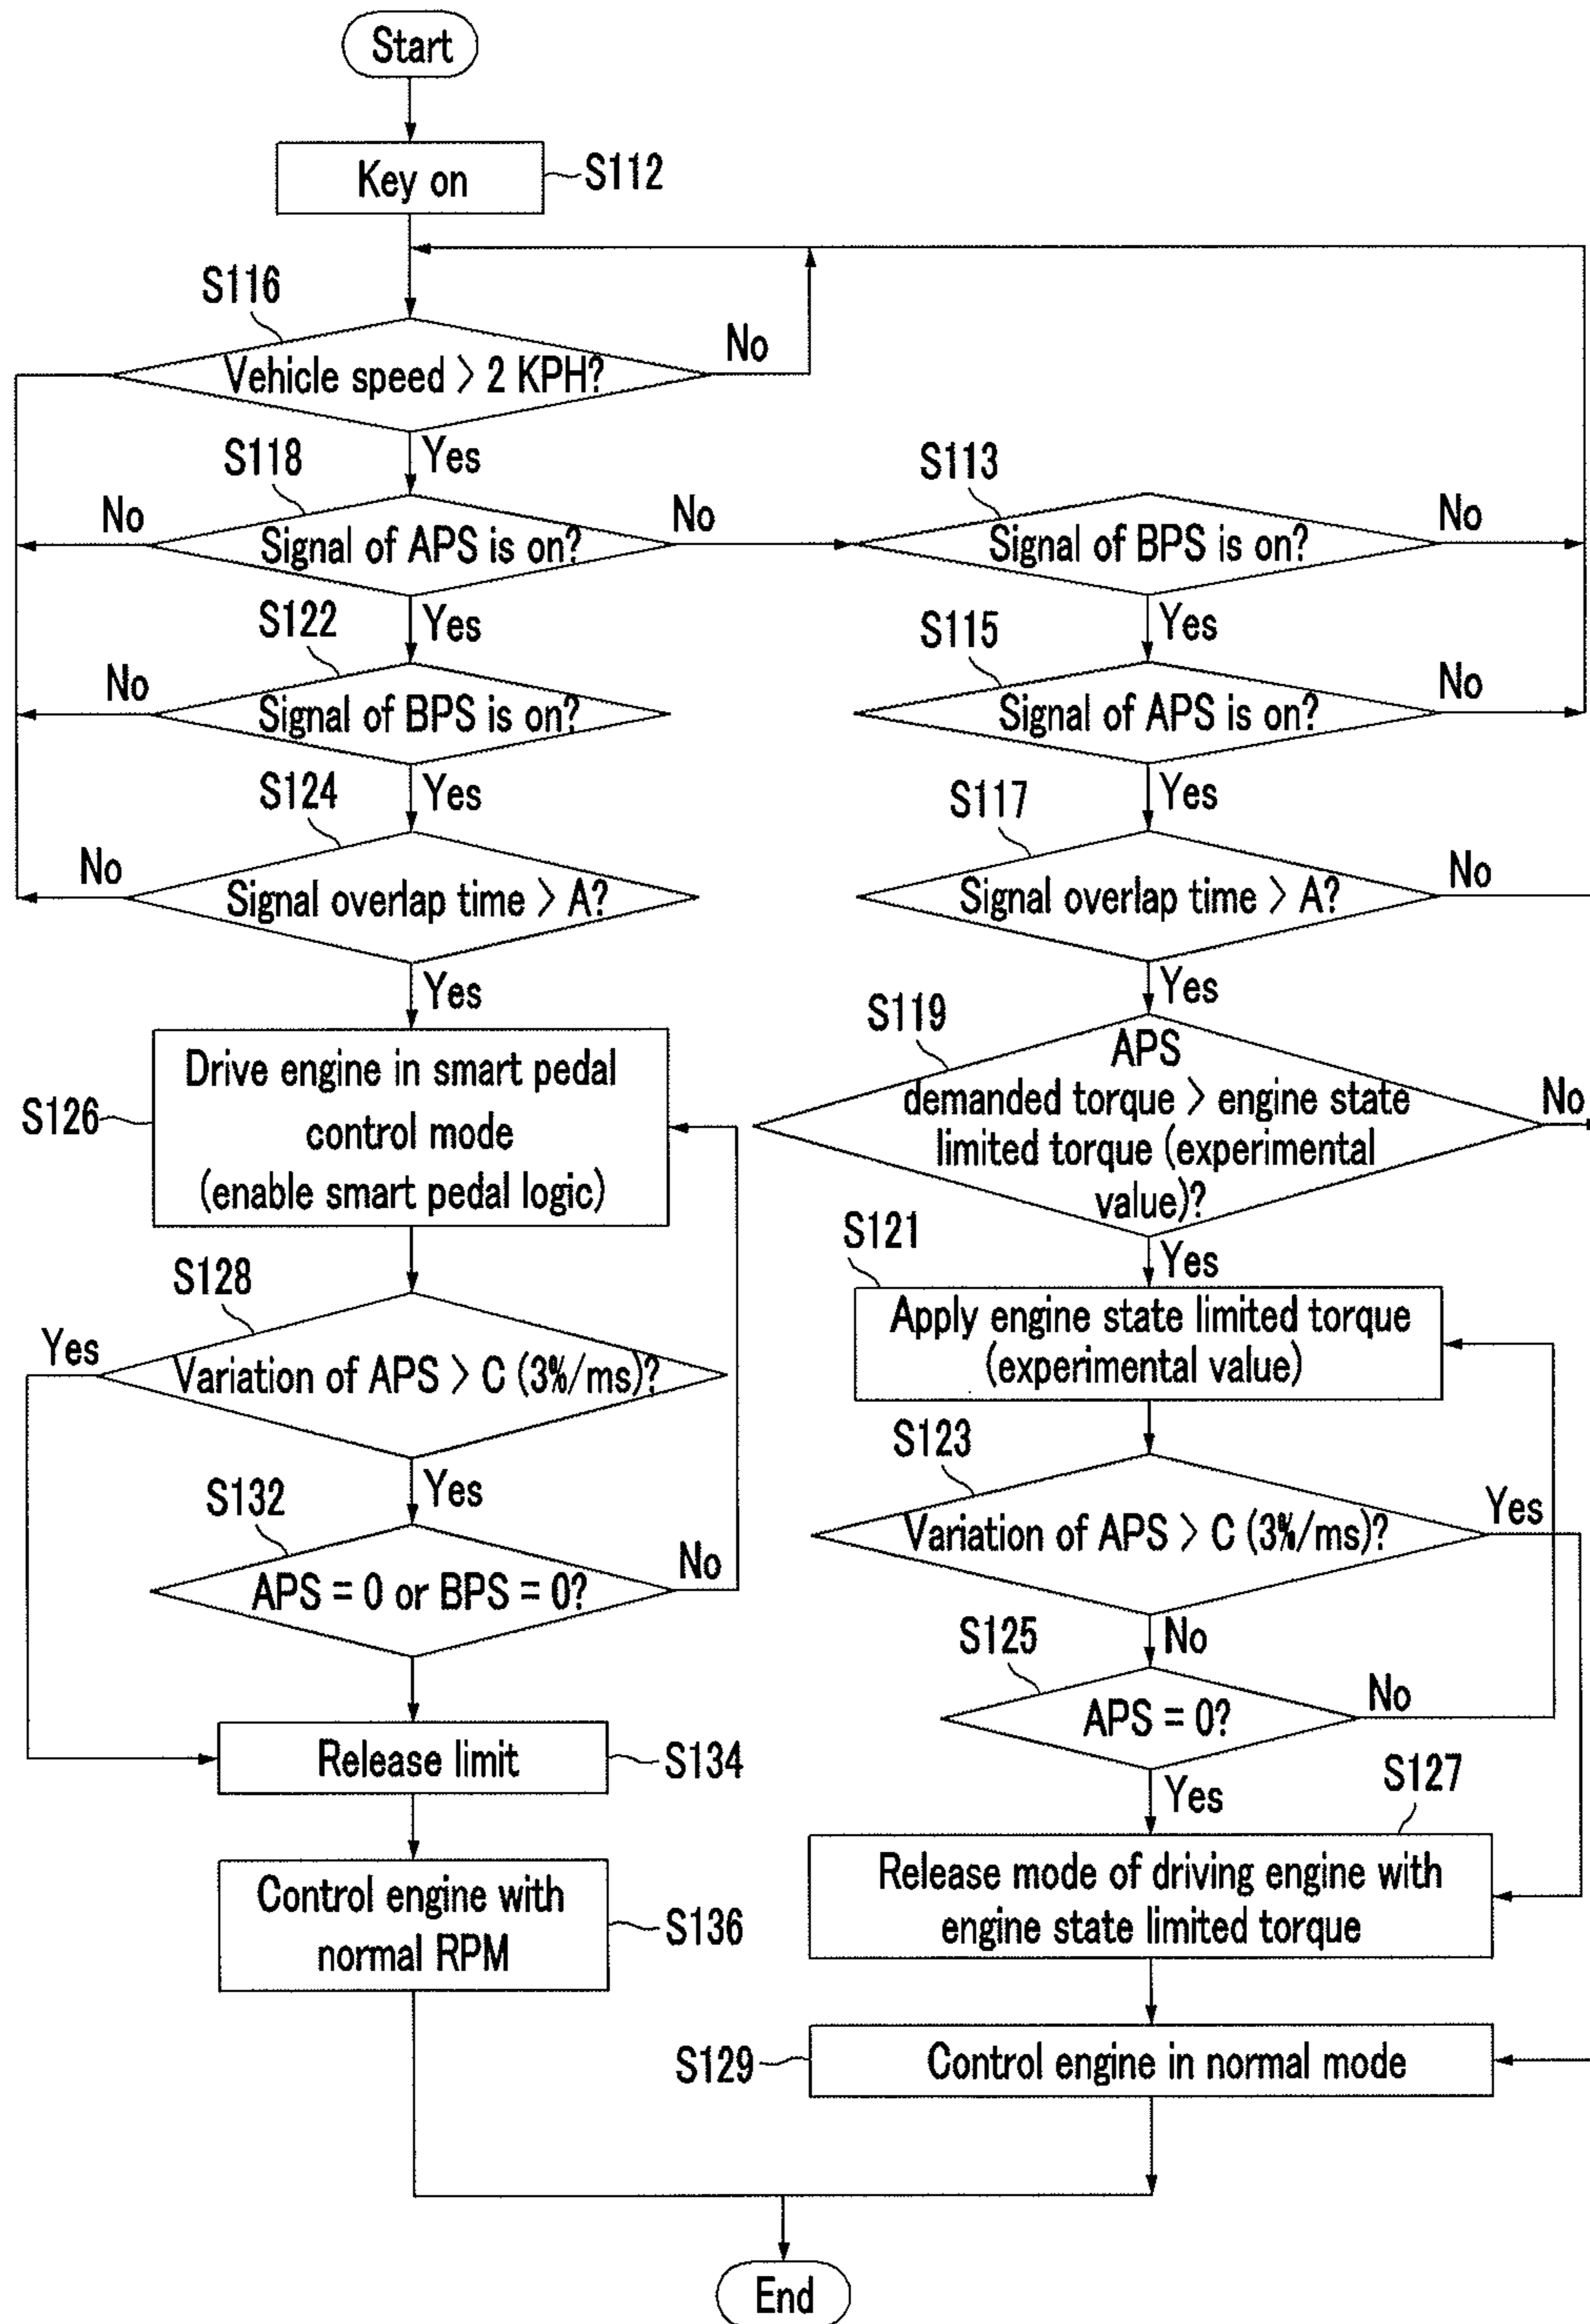 Start
Key on
S112
S116
Vehicle speed > 2 KPH?
No
Yes
S118
No
Signal of APS is on?
No
Yes
S113
Signal of BPS is on?
No
Yes
S122
No
Signal of BPS is on?
Yes
S115
Signal of APS is on?
No
Yes
S124
No
Signal overlap time > A?
Yes
S117
Signal overlap time > A?
No
Yes
S126
Drive engine in smart pedal
control mode
(enable smart pedal logic)
S119
APS
demanded torque > engine state
limited torque (experimental
value)?
No
Yes
S128
Yes
Variation of APS > C (3%/ms)?
Yes
S121
Apply engine state limited torque
(experimental value)
S132
APS = 0 or BPS = 0?
No
S123
Variation of APS > C (3%/ms)?
Yes
No
S125
APS = 0?
No
Yes
Release limit
S134
S127
Release mode of driving engine with
engine state limited torque
Control engine with
normal RPM
S136
S129
Control engine in normal mode
End